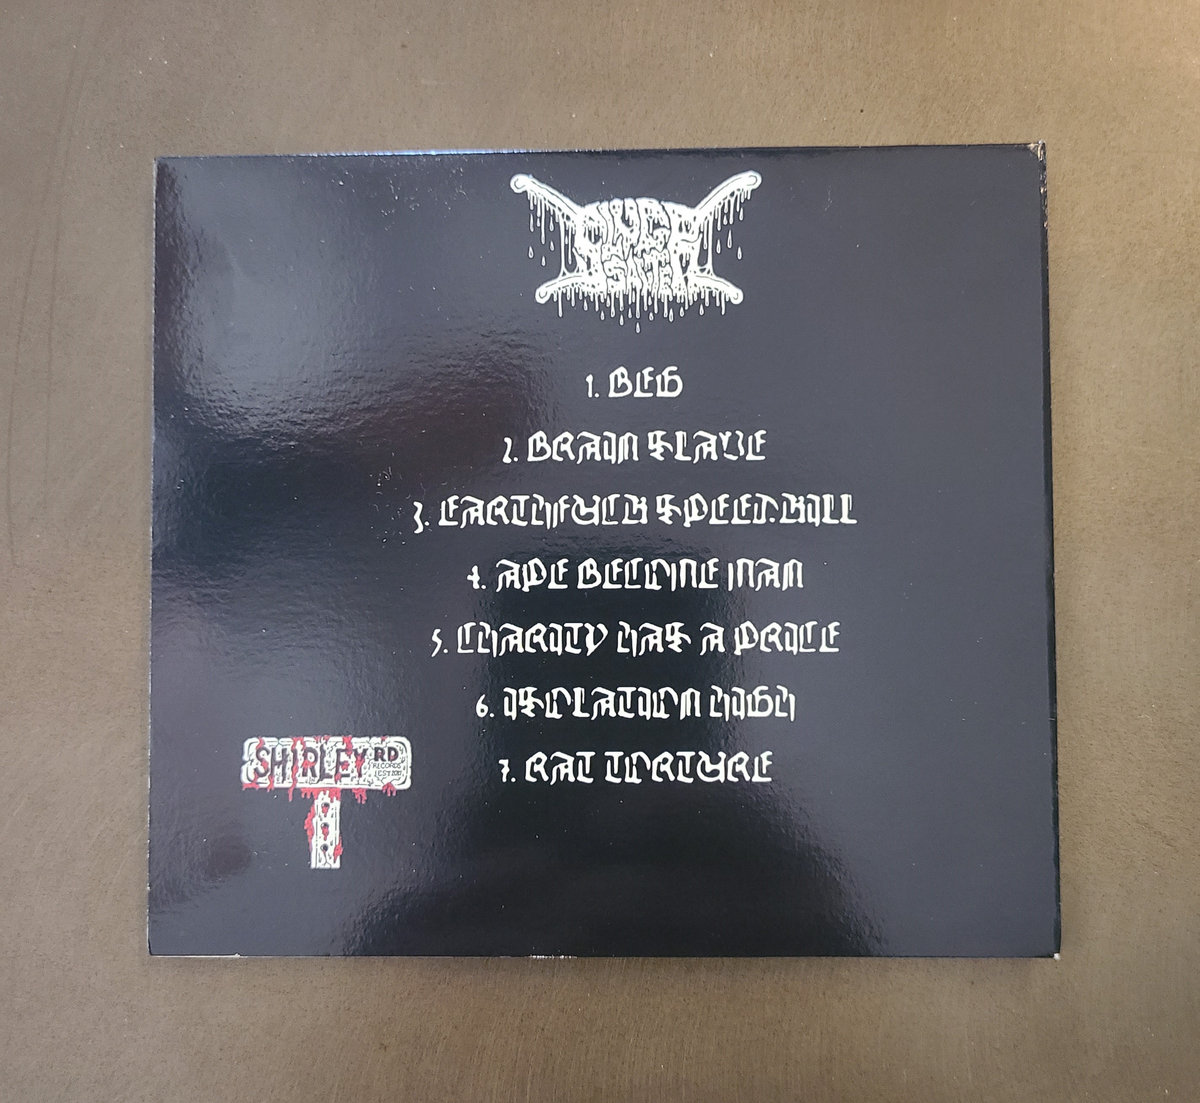 1. BEG
2. BRAIN SLAVE
3. EARTHFUCK SPEEDBALL
4. APE BECOME MAN
5. CHARITY HAS A PRICE
6. ISOLATION HIGH
7. RAT TORTURE
SHIRLEY RD
RECORDS